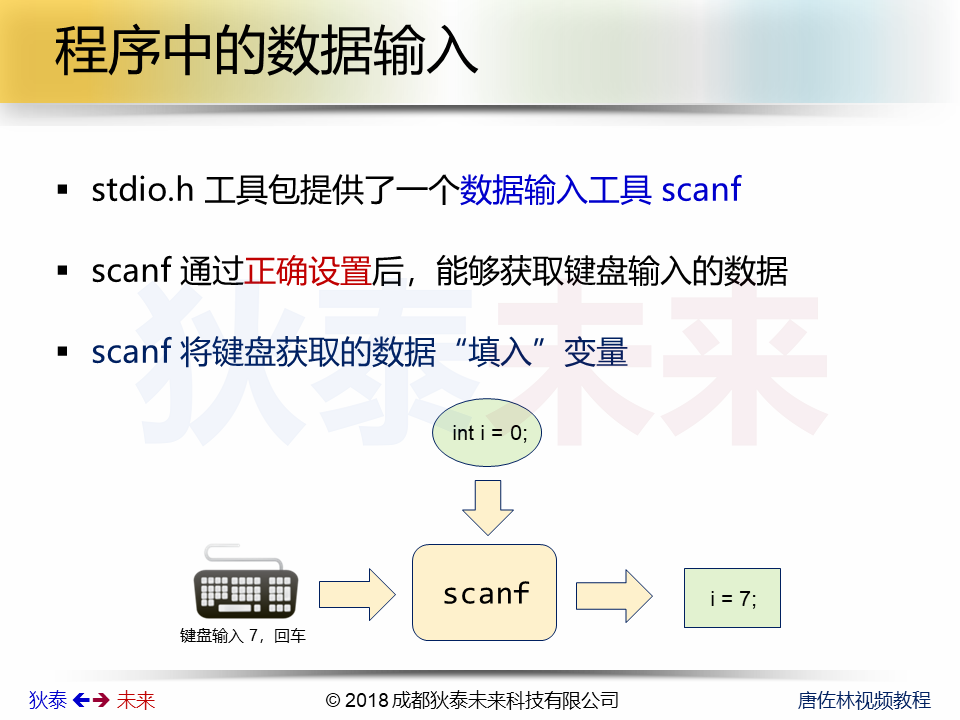 程序中的数据输入
stdio.h 工具包提供了一个数据输入工具 scanf
scanf 通过正确设置后，能够获取键盘输入的数据
scanf 将键盘获取的数据“填入”变量
狄泰未来
int i = 0;
scanf
i = 7;
键盘输入 7，回车
狄泰 未来
© 2018 成都狄泰未来科技有限公司
唐佐林视频教程